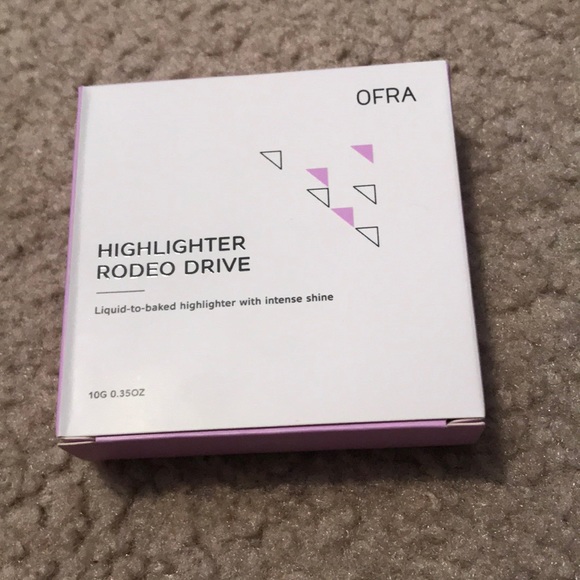 OFRA
HIGHLIGHTER
RODEO DRIVE
Liquid-to-baked highlighter with intense shine
10G 0.35OZ